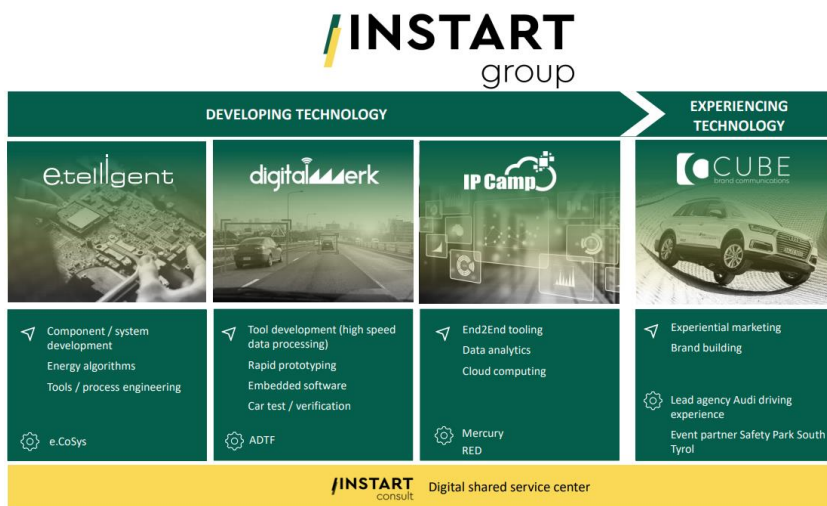 INSTART
group
DEVELOPING TECHNOLOGY
EXPERIENCING
TECHNOLOGY
e.telligent
digitalwerk
IP Camp
CUBE
brand communications
Component / system
development
Energy algorithms
Tools / process engineering
e.CoSys
Tool development (high speed
data processing)
Rapid prototyping
Embedded software
Car test / verification
ADTF
End2End tooling
Data analytics
Cloud computing
Mercury
RED
Experiential marketing
Brand building
Lead agency Audi driving
experience
Event partner Safety Park South
Tyrol
INSTART
consult
Digital shared service center